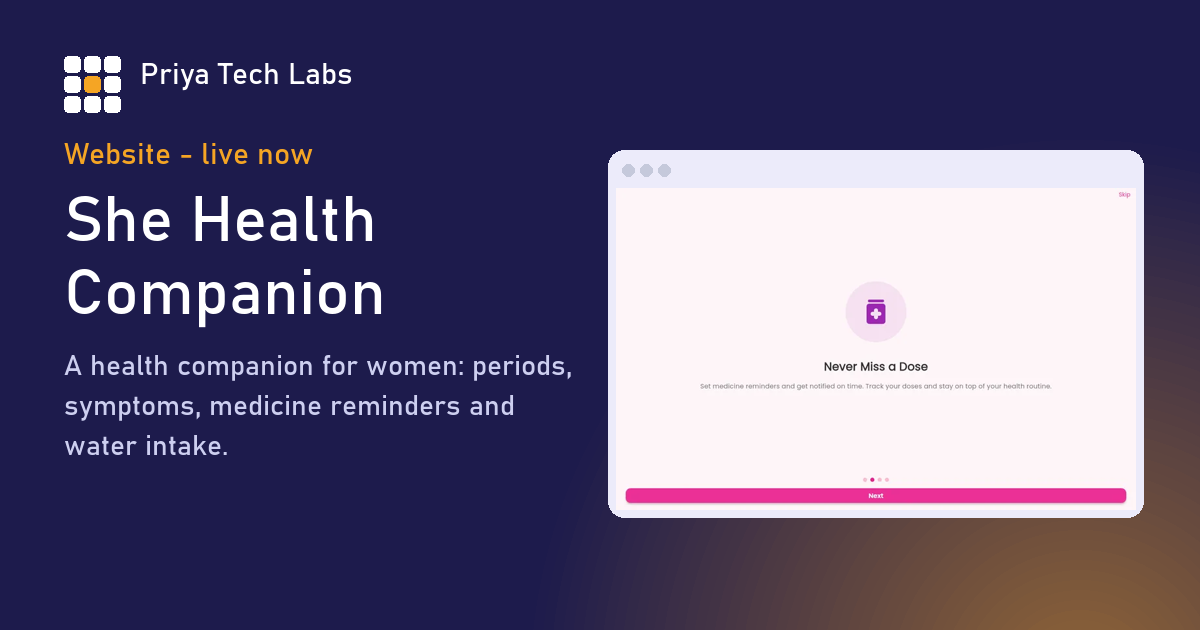 Priya Tech Labs
Website - live now
She Health
Companion
A health companion for women: periods,
symptoms, medicine reminders and
water intake.
Skip
Never Miss a Dose
Set medicine reminders and get notified on time. Track your doses and stay on top of your health routine.
Next